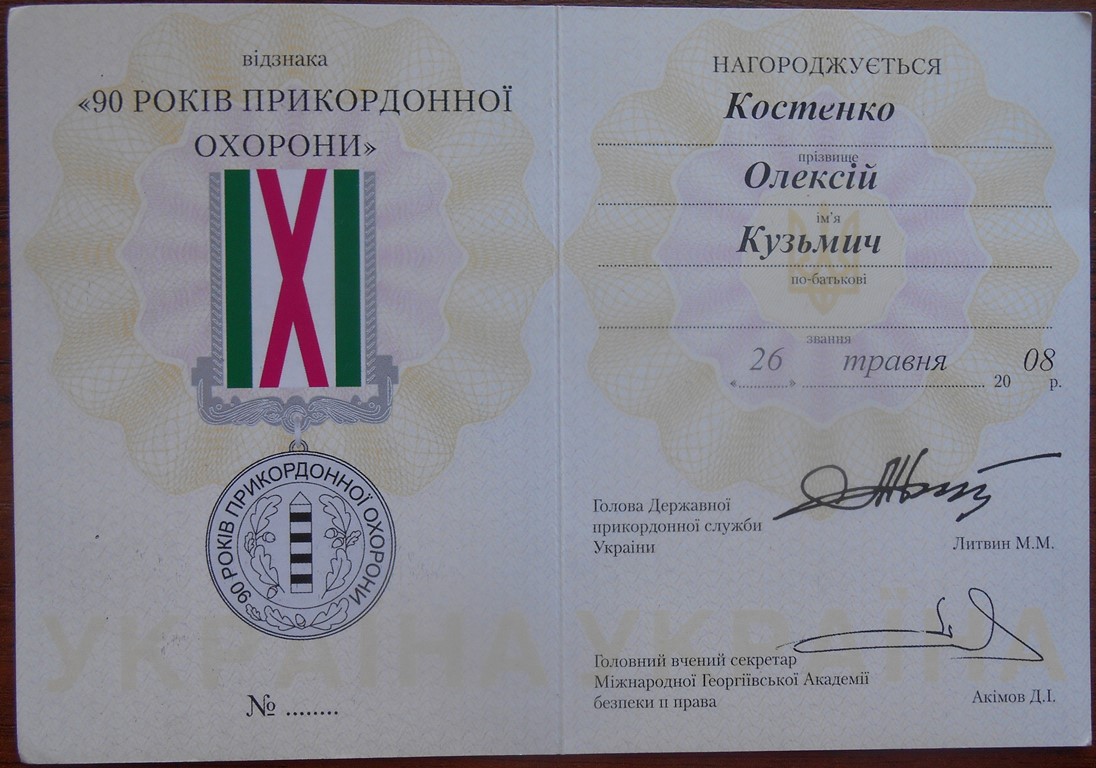 відзнака
«90 РОКІВ ПРИКОРДОННОЇ
ОХОРОНИ»
90 РОКІВ ПРИКОРДОННОЇ ОХОРОНИ
УКРАЇНА
№ ........
НАГОРОДЖУЄТЬСЯ
Костенко
прізвище
Олексій
ім'я
Кузьмич
по-батькові
звання
« 26 » травня 20 08 р.
Голова Державної
прикордонної служби
України
Литвин М.М.
УКРАЇНА
Головний вчений секретар
Міжнародної Георгіївської Академії
безпеки и права
Акімов Д.І.